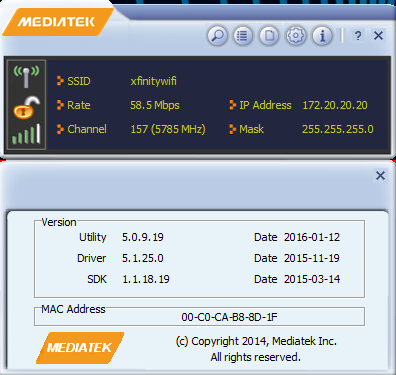 MEDIATEK
? ×
SSID xfinitywifi
Rate 58.5 Mbps IP Address 172.20.20.20
Channel 157 (5785 MHz) Mask 255.255.255.0
×
Version
Utility 5.0.9.19 Date 2016-01-12
Driver 5.1.25.0 Date 2015-11-19
SDK 1.1.18.19 Date 2015-03-14
MAC Address
00-C0-CA-B8-8D-1F
MEDIATEK
(c) Copyright 2014, Mediatek Inc.
All rights reserved.